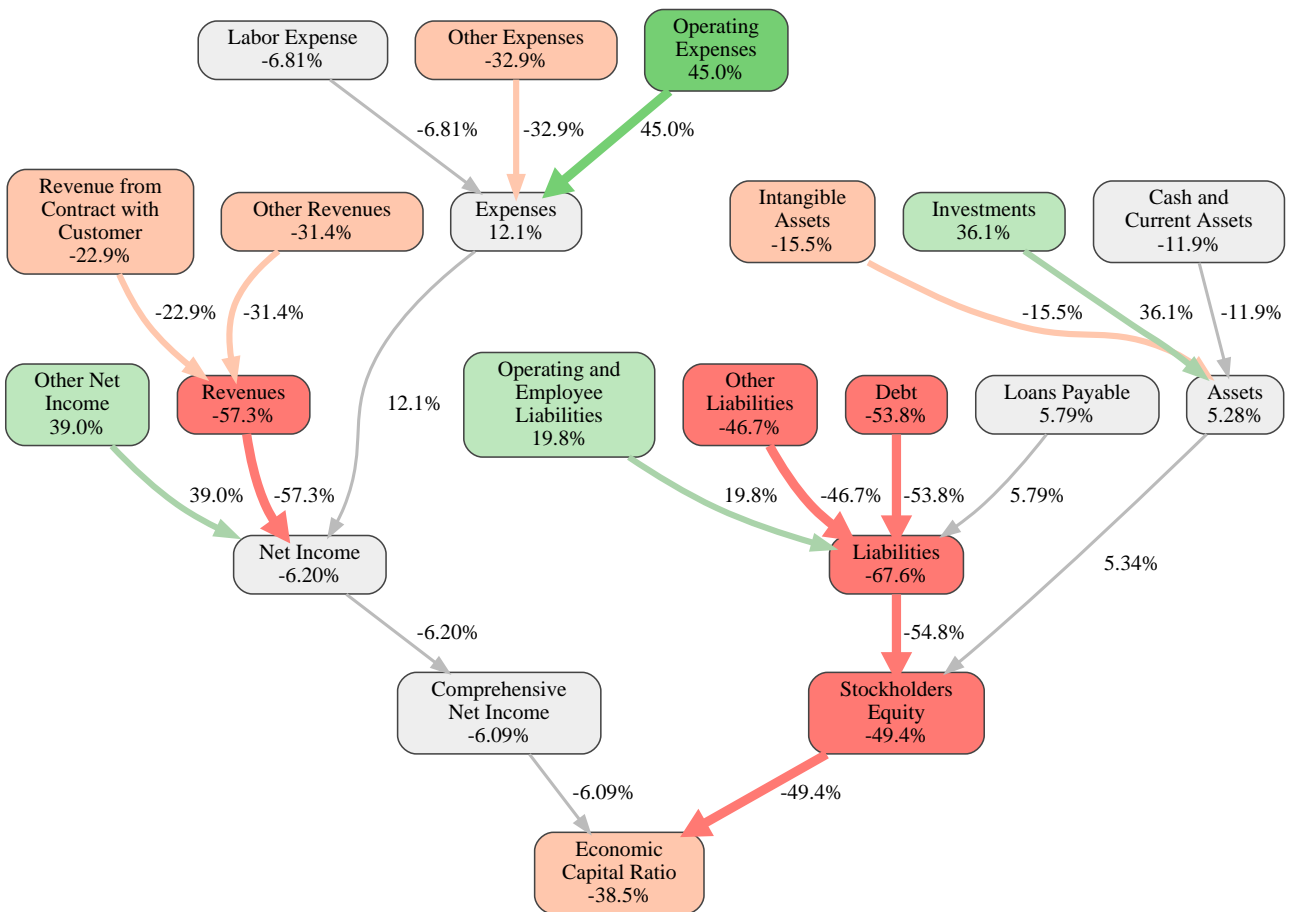 Labor Expense
-6.81%
Other Expenses
-32.9%
Operating
Expenses
45.0%
-6.81%
-32.9%
45.0%
Revenue from
Contract with
Customer
-22.9%
Other Revenues
-31.4%
Expenses
12.1%
Intangible
Assets
-15.5%
Investments
36.1%
Cash and
Current Assets
-11.9%
-22.9%
-31.4%
-15.5%
36.1%
-11.9%
Other Net
Income
39.0%
Revenues
-57.3%
12.1%
Operating and
Employee
Liabilities
19.8%
Other
Liabilities
-46.7%
Debt
-53.8%
Loans Payable
5.79%
Assets
5.28%
39.0%
-57.3%
19.8%
-46.7%
-53.8%
5.79%
Net Income
-6.20%
Liabilities
-67.6%
5.34%
-6.20%
-54.8%
Comprehensive
Net Income
-6.09%
Stockholders
Equity
-49.4%
-6.09%
-49.4%
Economic
Capital Ratio
-38.5%